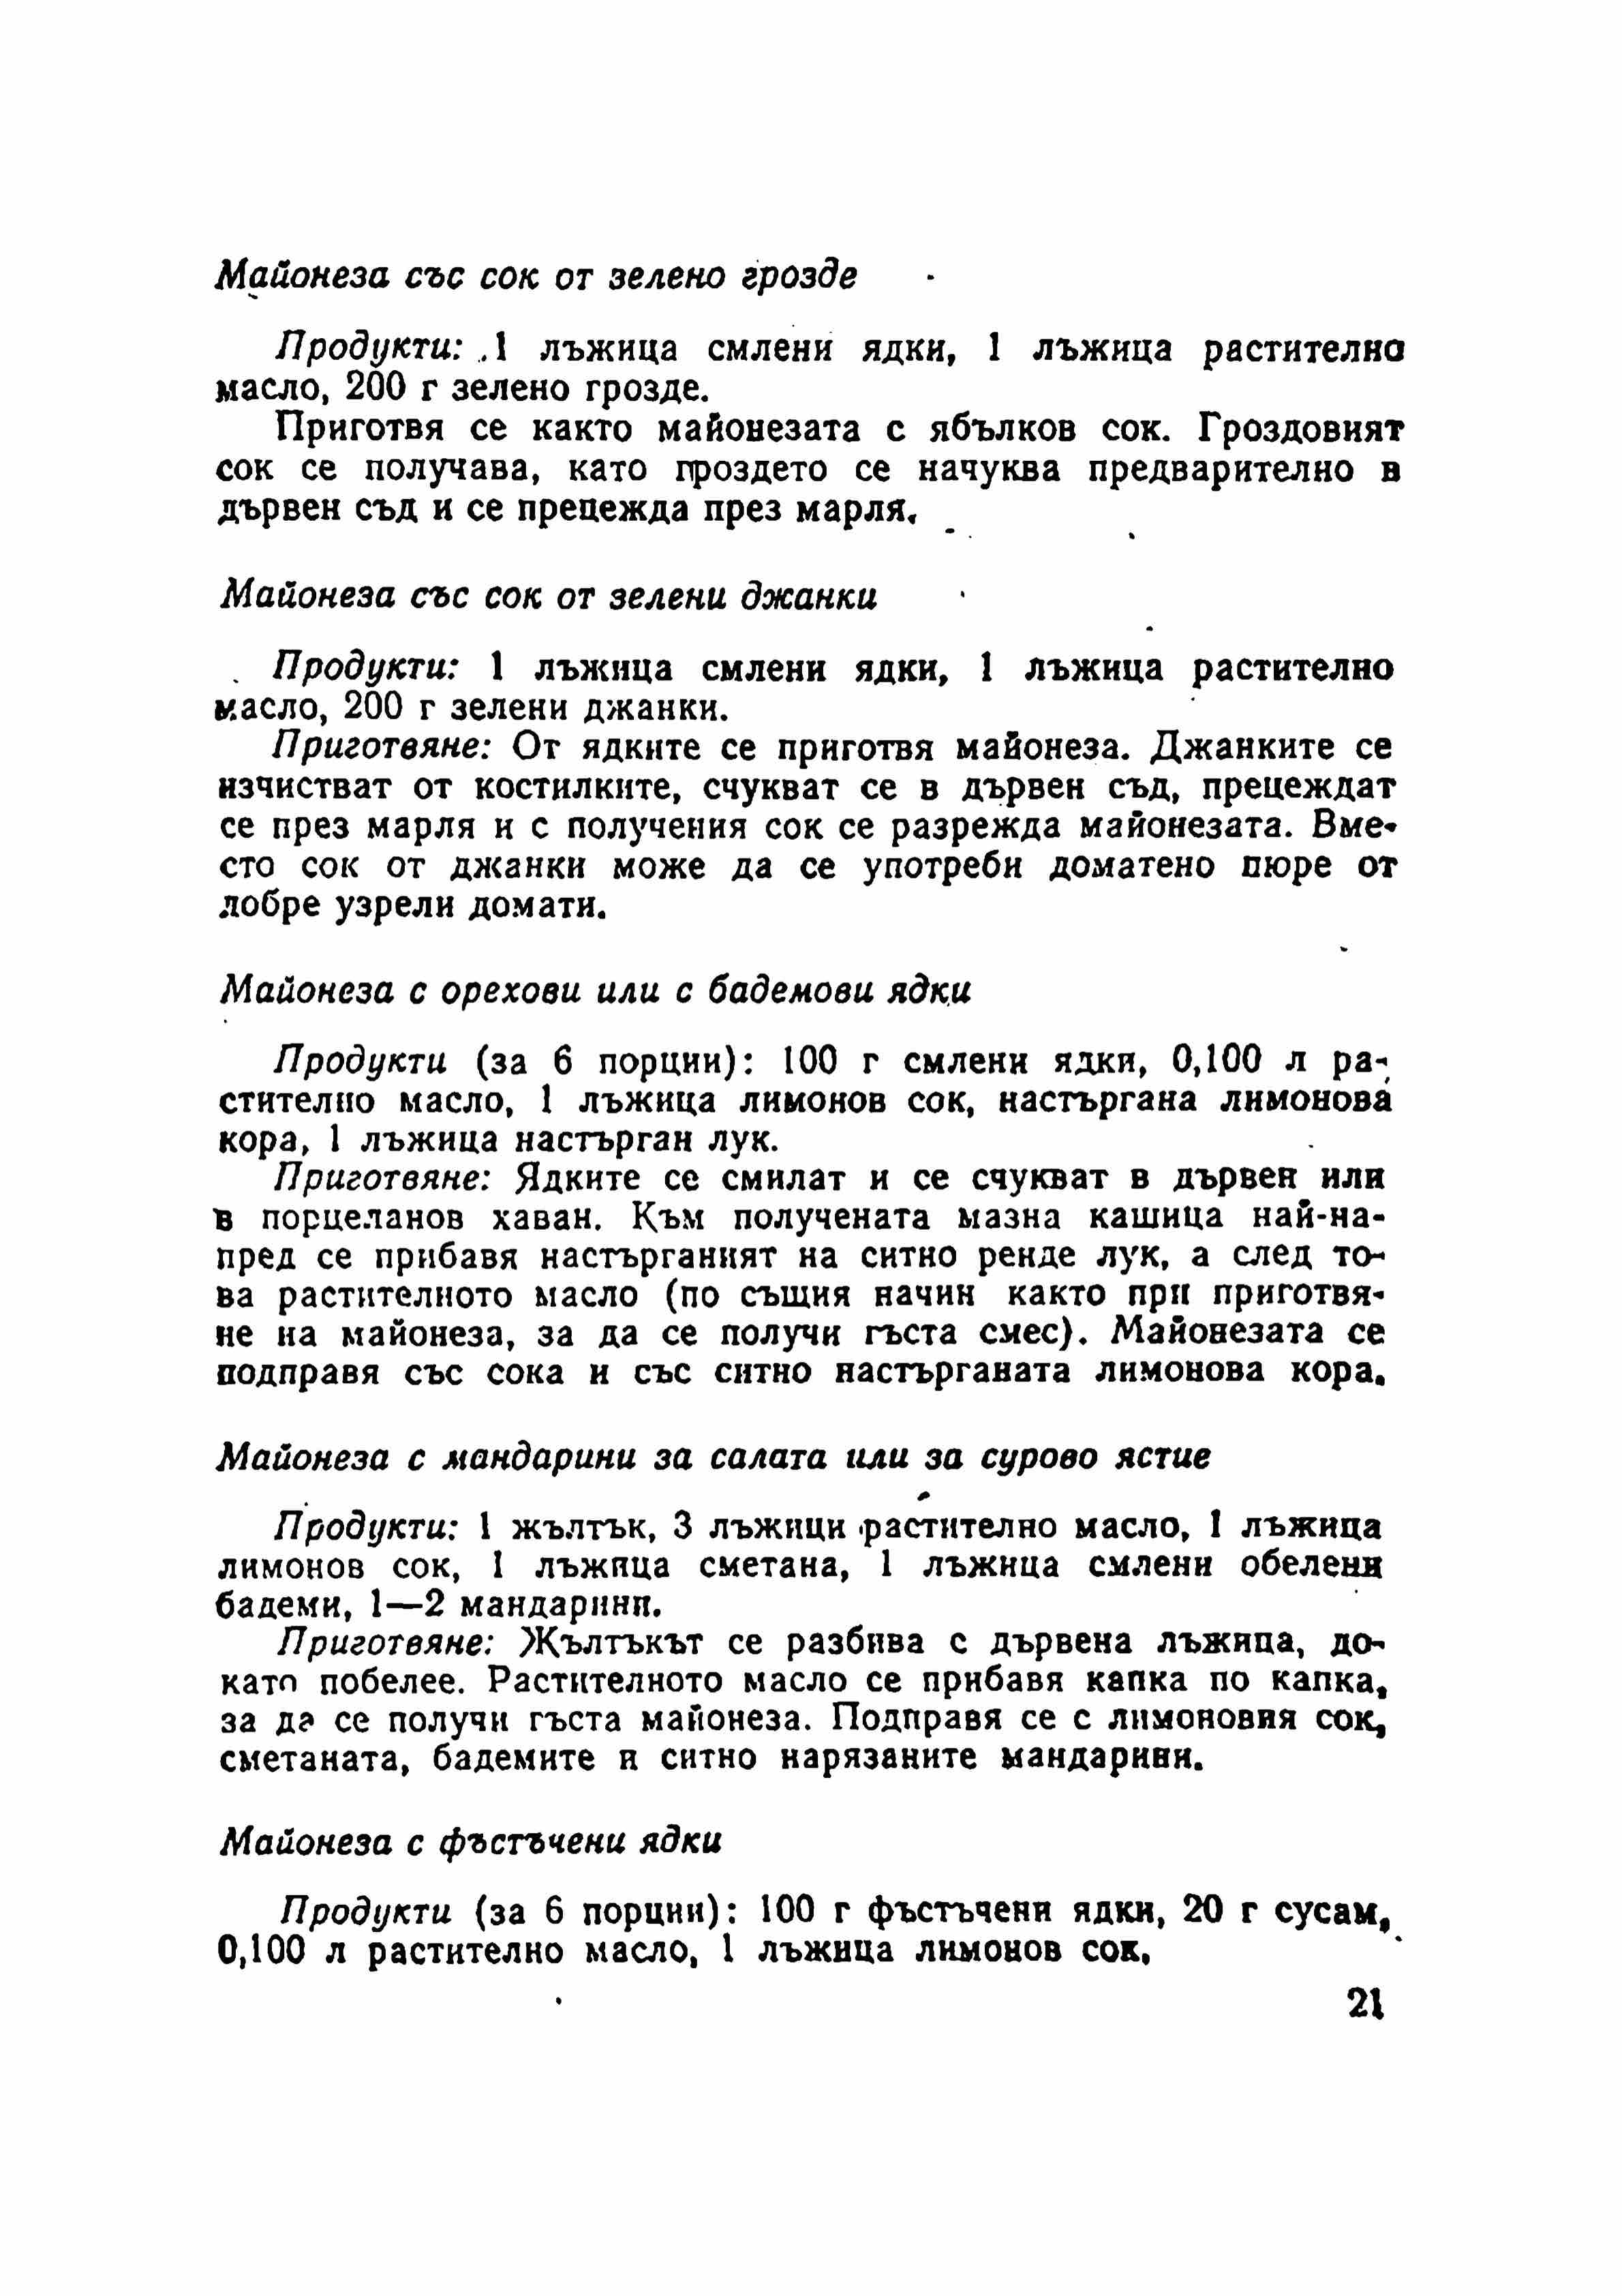 Майонеза със сок от зелено грозде
Продукти: 1 лъжица смлени ядки, 1 лъжица растително
масло, 200 г зелено грозде.
Приготвя се както майонезата с ябълков сок. Гроздовият
сок се получава, като гроздето се начуква предварително в
дървен съд и се прецежда през марля.
Майонеза със сок от зелени джанки
Продукти: 1 лъжица смлени ядки, 1 лъжица растително
масло, 200 г зелени джанки.
Приготвяне: От ядките се приготвя майонеза. Джанките се
изчистват от костилките, счукват се в дървен съд, прецеждат
се през марля и с получения сок се разрежда майонезата. Вме-
сто сок от джанки може да се употреби доматено пюре от
добре узрели домати.
Майонеза с орехови или с бадемови ядки
Продукти (за 6 порции): 100 г смлени ядки, 0,100 л ра-
стително масло, 1 лъжица лимонов сок, настъргана лимонова
кора, 1 лъжица настърган лук.
Приготвяне: Ядките се смилат и се счукват в дървен или
в порцеланов хаван. Към получената мазна кашица най-на-
пред се прибавя настърганият на ситно ренде лук, а след то-
ва растителното масло (по същия начин както при приготвя-
не на майонеза, за да се получи гъста смес). Майонезата се
подправя със сока и със ситно настърганата лимонова кора.
Майонеза с мандарини за салата или за сурово ястие
Продукти: 1 жълтък, 3 лъжици растително масло, 1 лъжица
лимонов сок, 1 лъжица сметана, 1 лъжица смлени обелени
бадеми, 1—2 мандарини.
Приготвяне: Жълтъкът се разбива с дървена лъжица, до-
като побелее. Растителното масло се прибавя капка по капка,
за да се получи гъста майонеза. Подправя се с лимоновия сок,
сметаната, бадемите и ситно нарязаните мандарини.
Майонеза с фъстъчени ядки
Продукти (за 6 порции): 100 г фъстъчени ядки, 20 г сусам,
0,100 л растително масло, 1 лъжица лимонов сок.
21